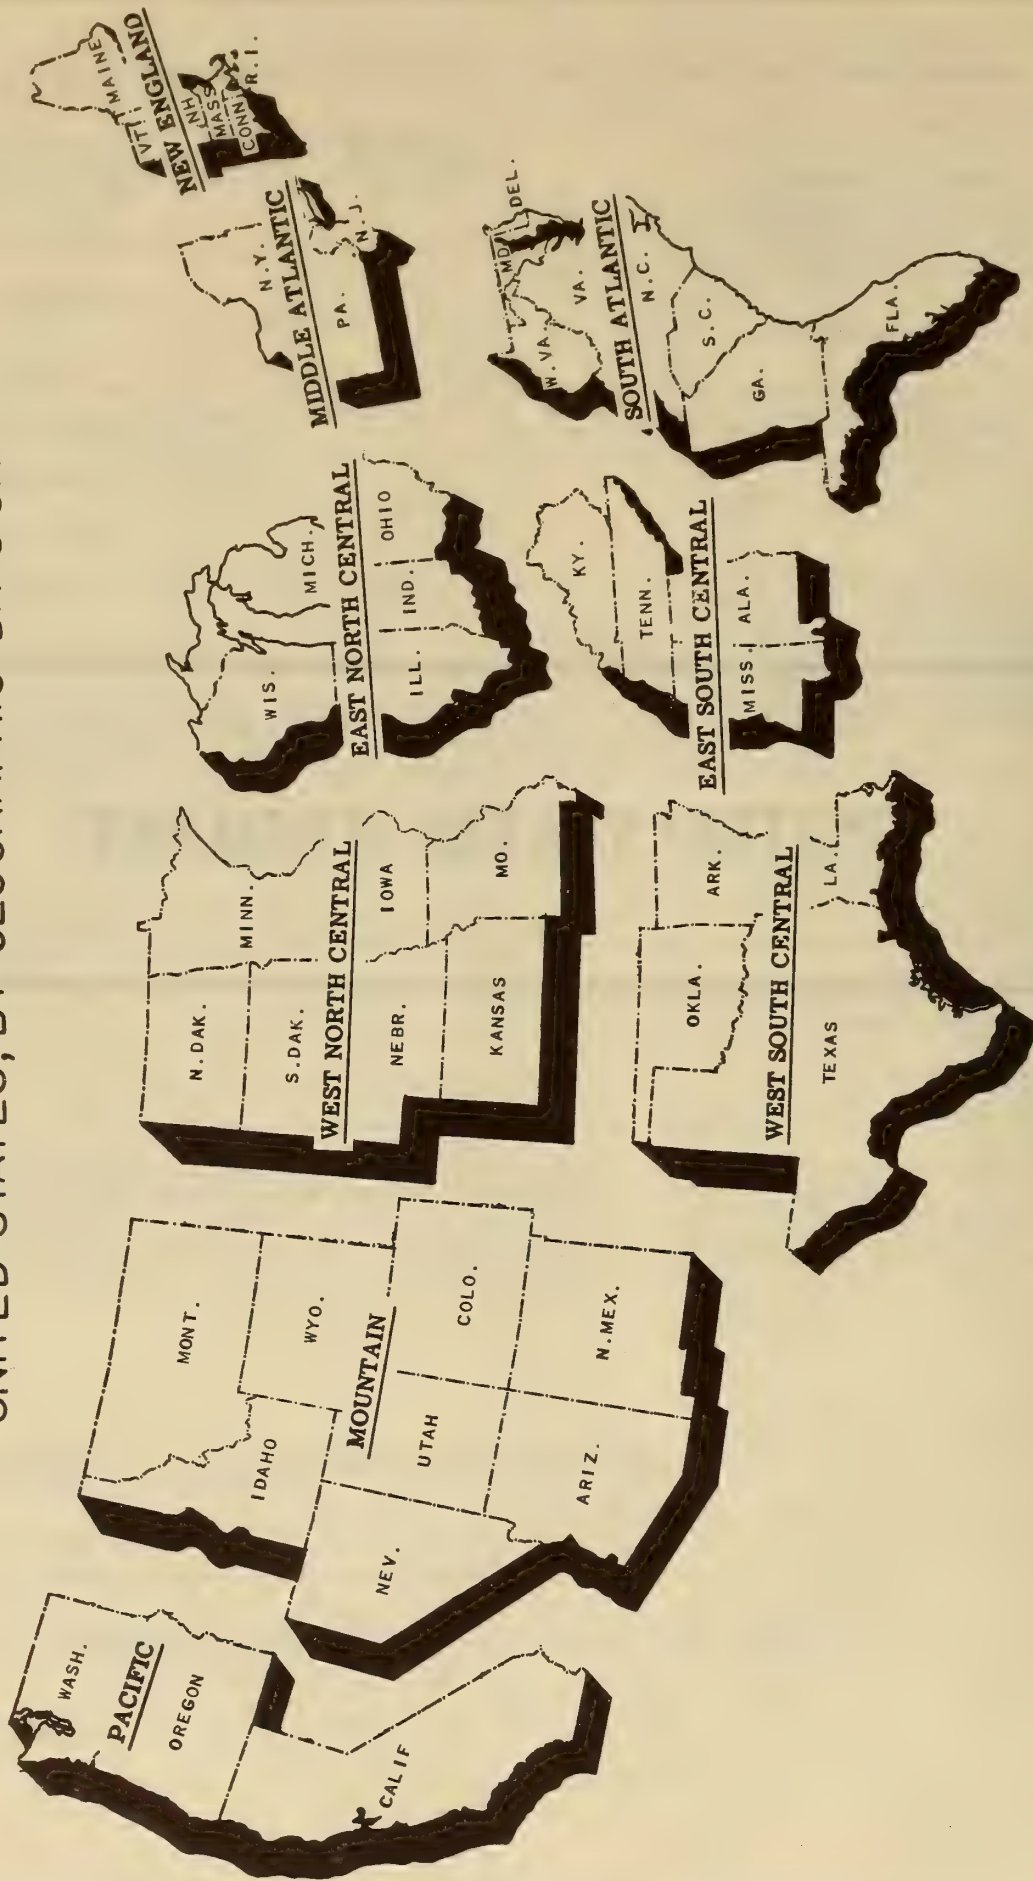 UNITED STATES, BY GEOGRAPHIC
PACIFIC
WASH.
OREGON
CALIF
MOUNTAIN
MONT.
IDAHO
WYO.
NEV.
UTAH
COLO.
ARIZ.
N.MEX.
WEST NORTH CENTRAL
N.DAK.
MINN.
S.DAK.
NEBR.
IOWA
KANSAS
MO.
WEST SOUTH CENTRAL
OKLA.
ARK.
TEXAS
LA.
EAST NORTH CENTRAL
WIS.
MICH.
ILL.
IND.
OHIO
EAST SOUTH CENTRAL
KY.
TENN.
MISS.
ALA.
MIDDLE ATLANTIC
N.Y.
PA.
N.J.
SOUTH ATLANTIC
MD.
DEL.
W.VA.
VA.
N.C.
S.C.
GA.
FLA.
NEW ENGLAND
MAINE
VT.
NH
MASS
CONN
R.I.